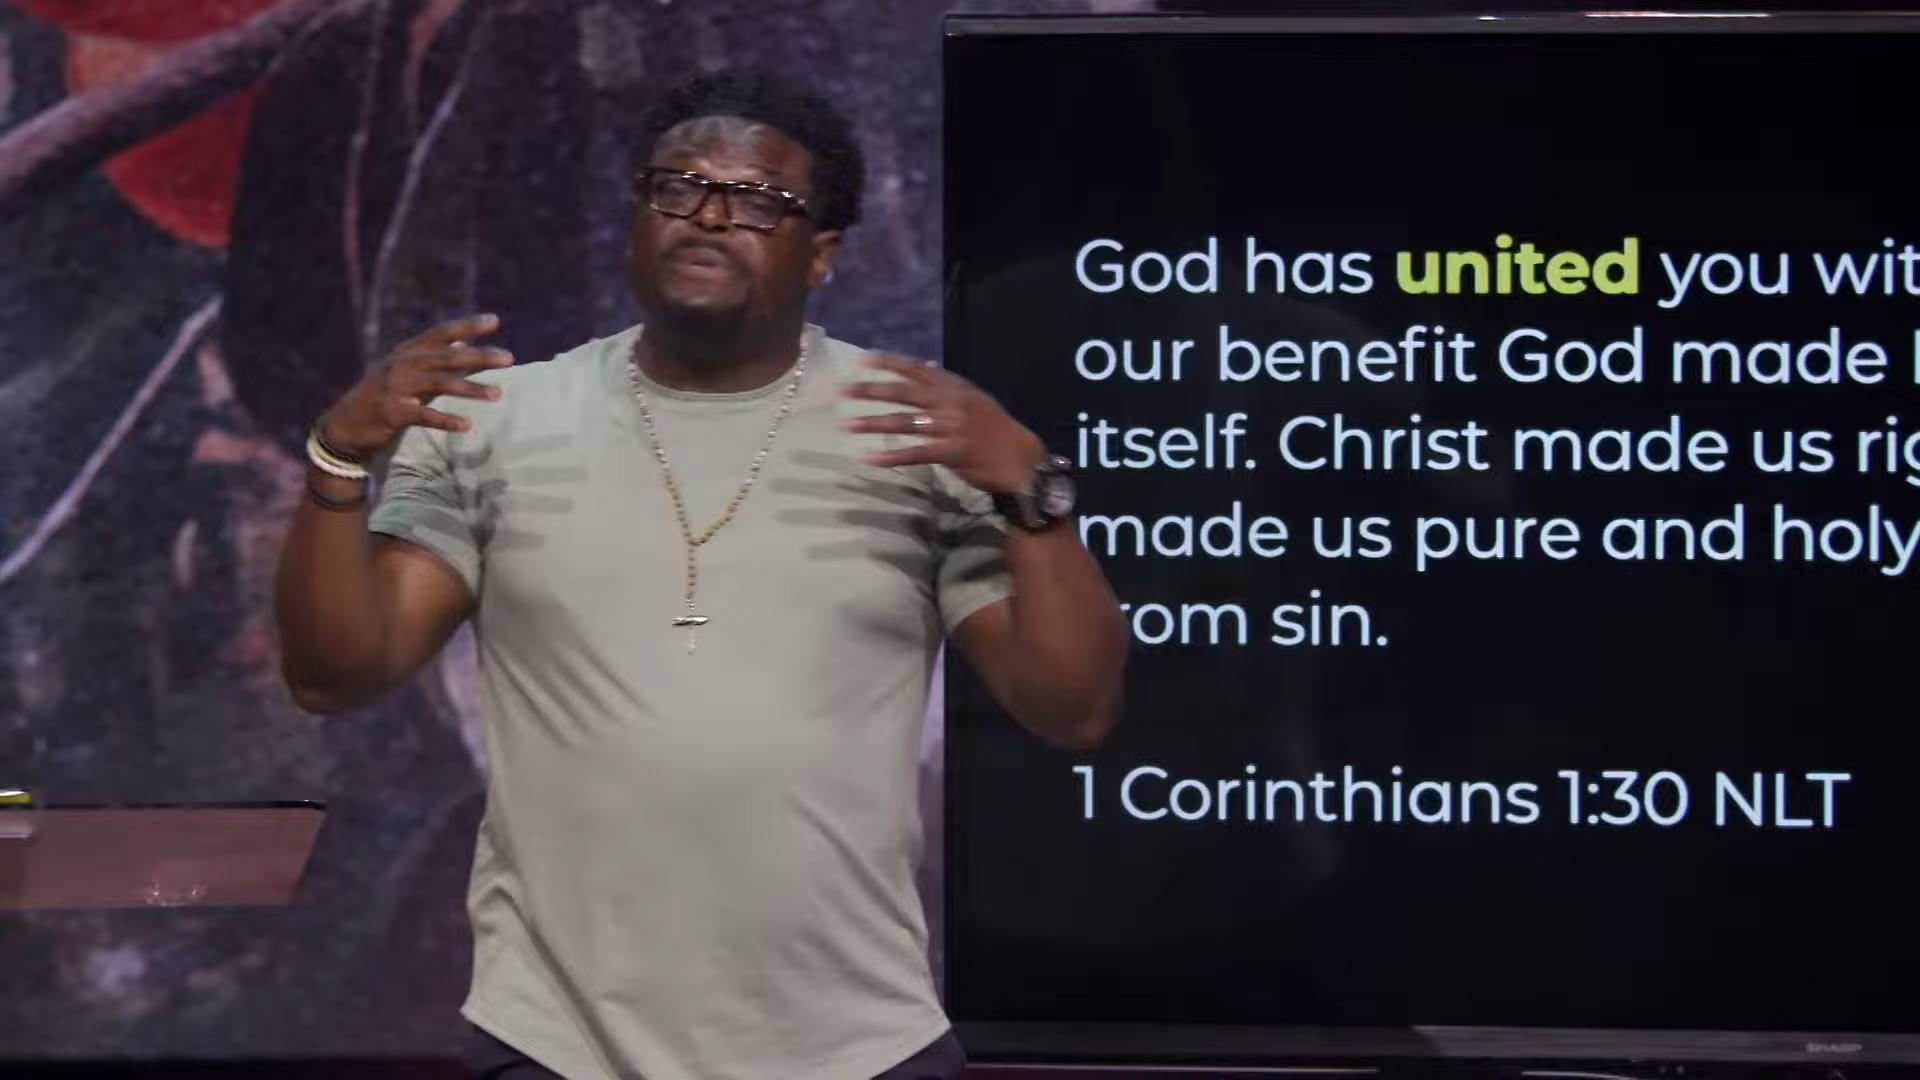 God has united you wit
our benefit God made
itself. Christ made us rig
made us pure and holy
rom sin.
1 Corinthians 1:30 NLT
SHARP